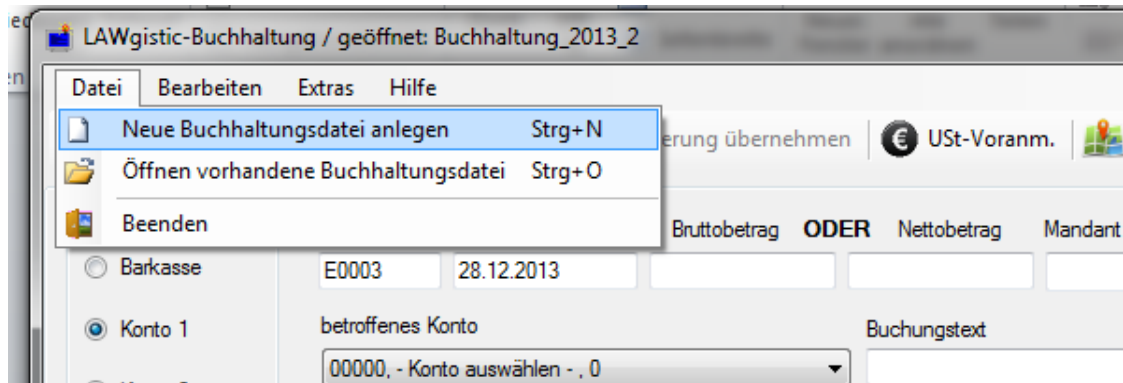 LAWgistic-Buchhaltung / geöffnet: Buchhaltung_2013_2
Datei Bearbeiten Extras Hilfe
Neue Buchhaltungsdatei anlegen Strg+N
erung übernehmen € USt-Voranm.
Öffnen vorhandene Buchhaltungsdatei Strg+O
Beenden
Bruttobetrag ODER Nettobetrag Mandant
Barkasse E0003 28.12.2013
Konto 1 betroffenes Konto Buchungstext
00000, - Konto auswählen - , 0